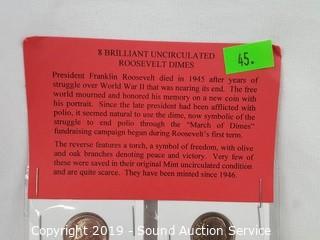 8 BRILLIANT UNCIRCULATED
ROOSEVELT DIMES
45.
President Franklin Roosevelt died in 1945 after years of
struggle over World War II that was nearing its end. The free
world mourned and honored his memory on a new coin with
his portrait. Since the late president had been afflicted with
polio, it seemed natural to use the dime, now symbolic of the
struggle to end polio through the "March of Dimes"
fundraising campaign begun during Roosevelt's first term.
The reverse features a torch, a symbol of freedom, with olive
and oak branches denoting peace and victory. Very few of
these were saved in their original Mint uncirculated condition
and are quite scarce. They have been minted since 1946.
Copyright 2019 - AuctionOhio